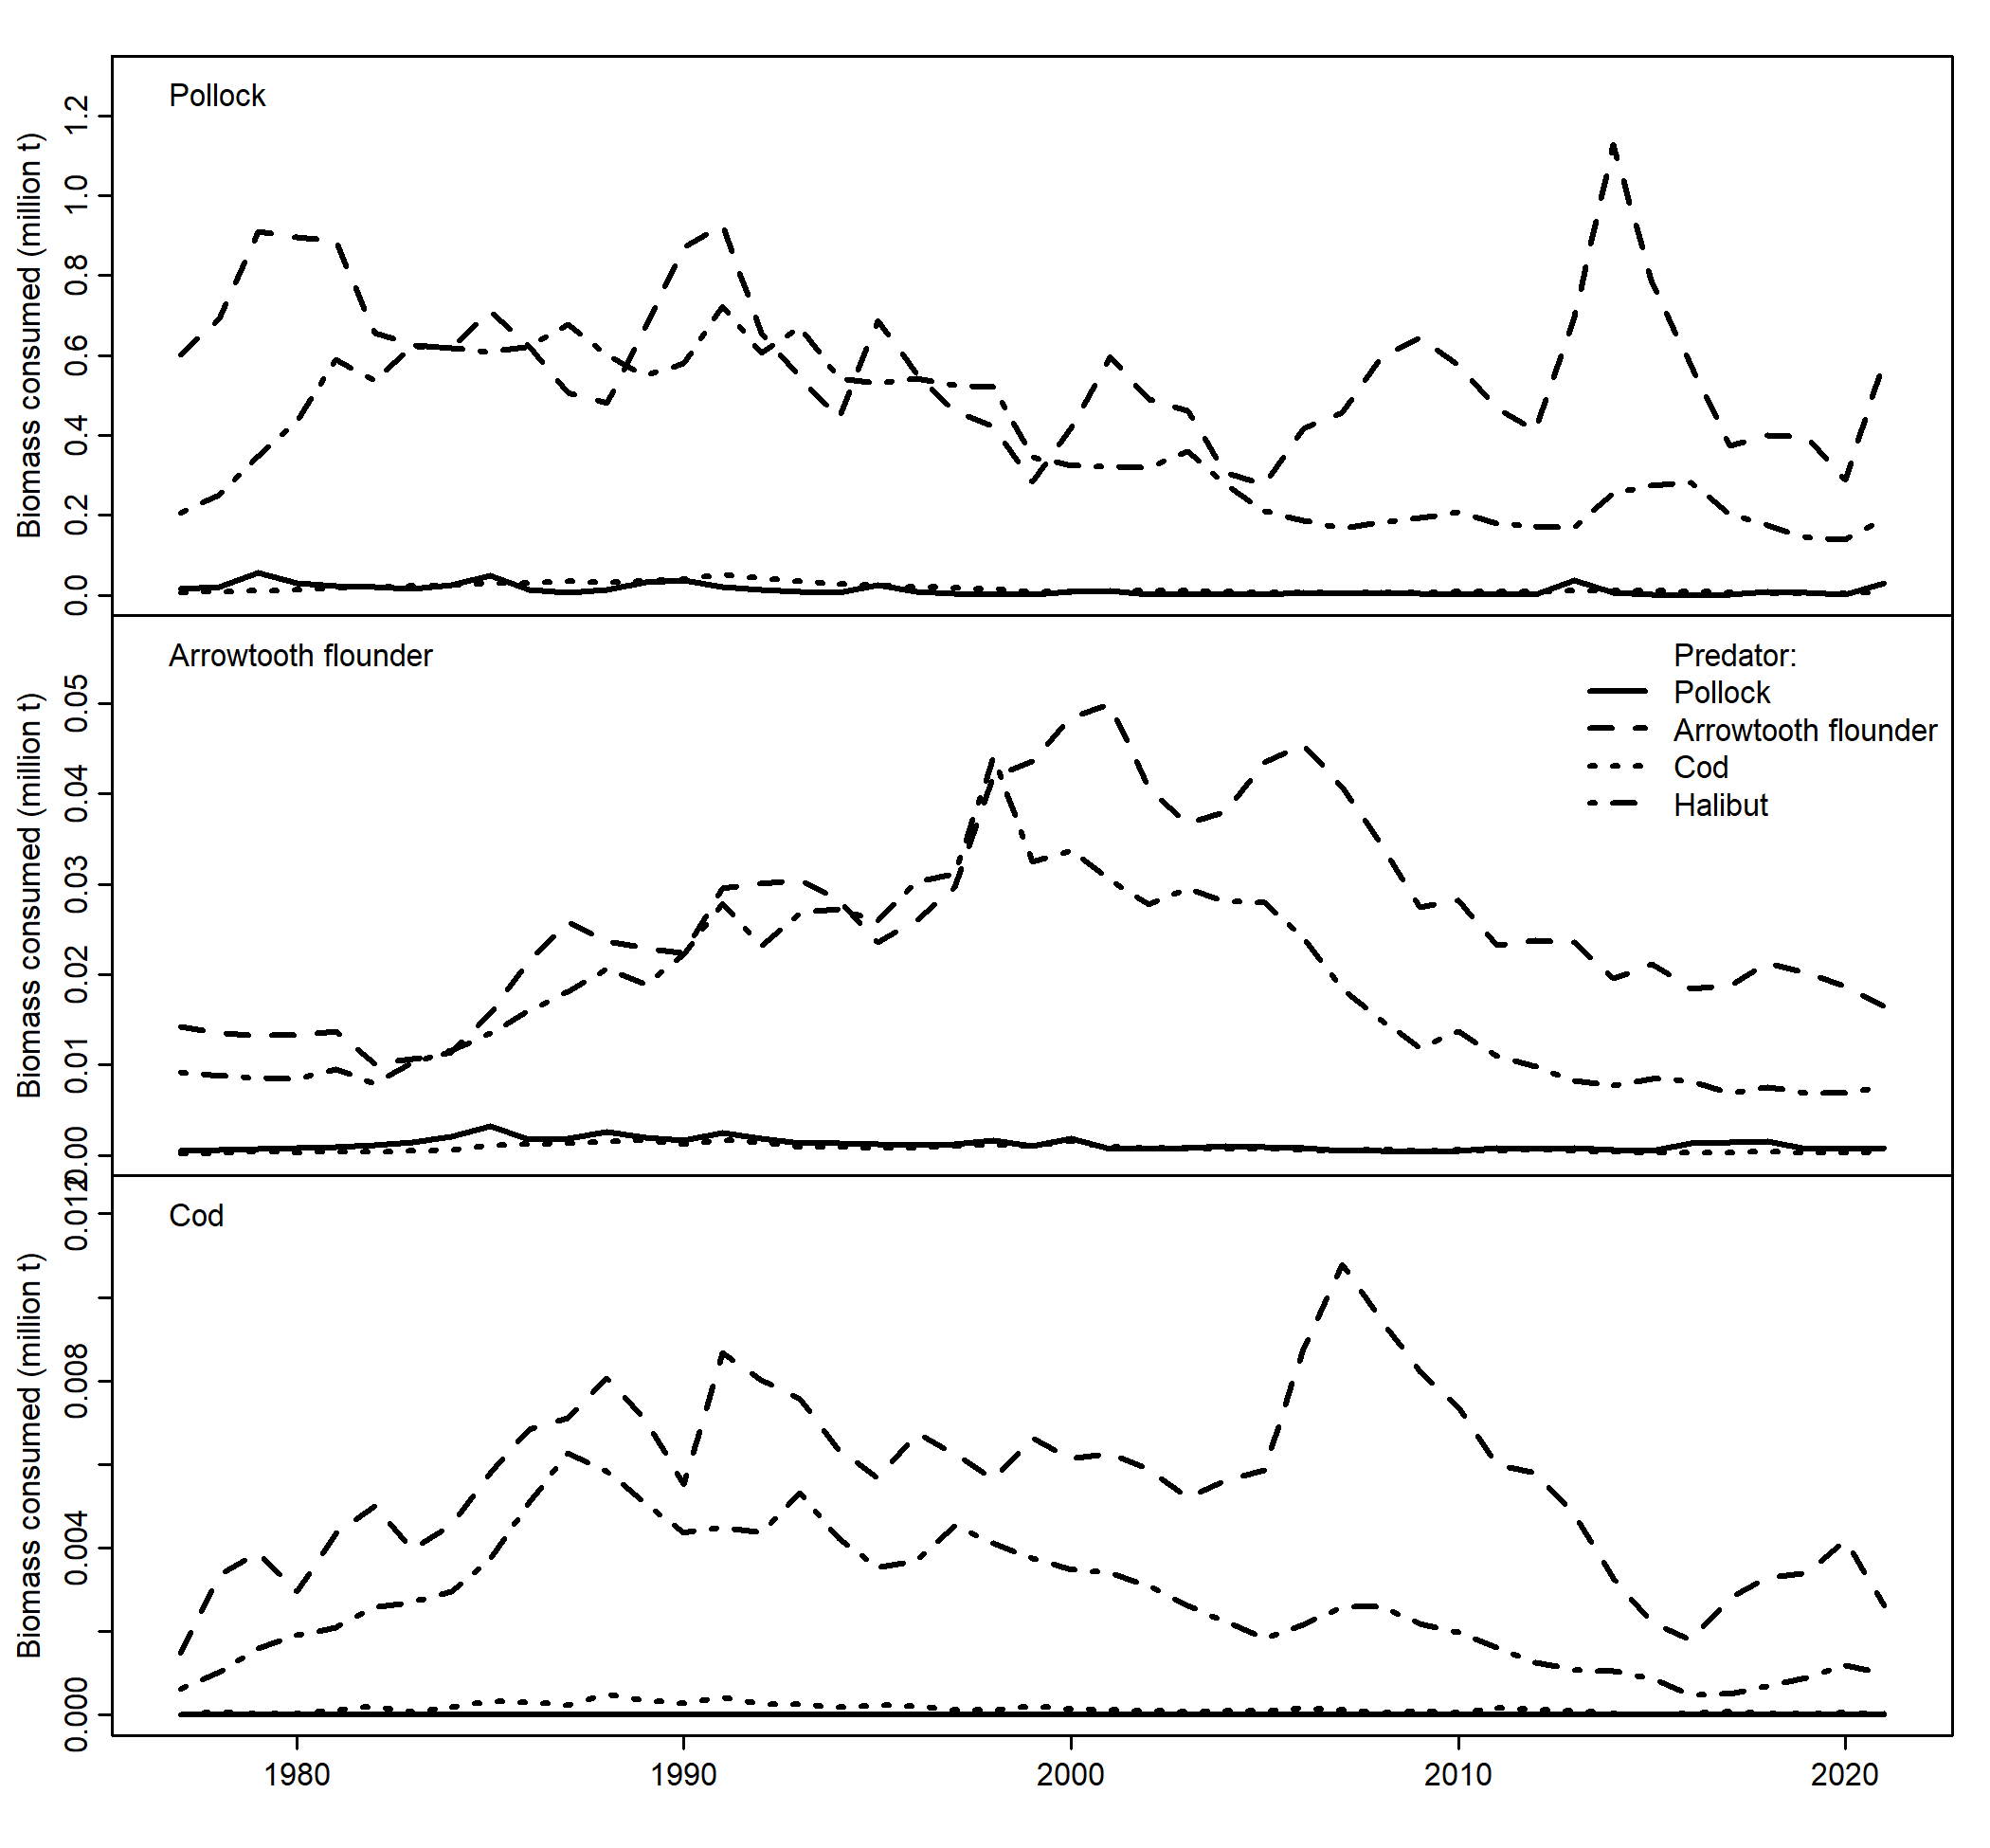 Pollock
Biomass consumed (million t)
1.2
1.0
0.8
0.6
0.4
0.2
0.0
Arrowtooth flounder
Biomass consumed (million t)
0.05
0.04
0.03
0.02
0.01
0.00
Predator:
Pollock
Arrowtooth flounder
Cod
Halibut
Cod
Biomass consumed (million t)
0.012
0.008
0.004
0.000
1980 1990 2000 2010 2020